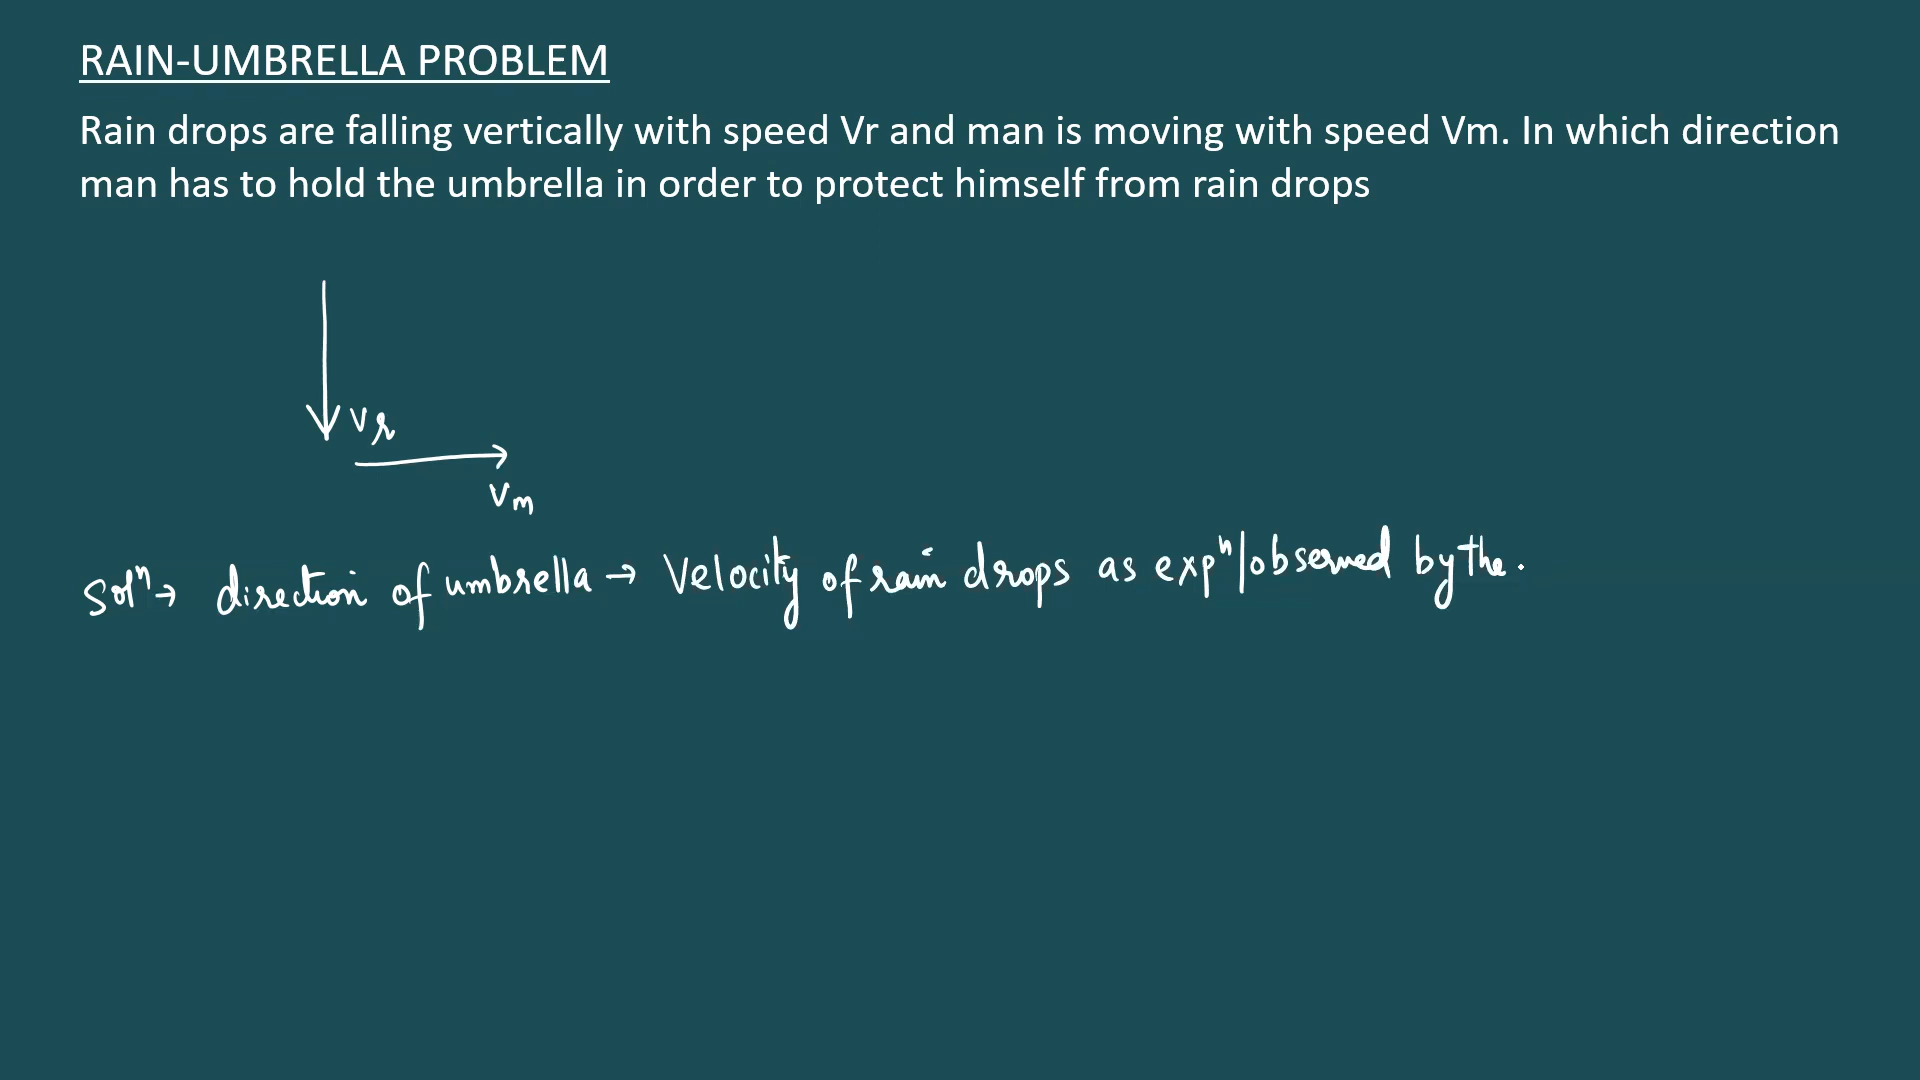 RAIN-UMBRELLA PROBLEM
Rain drops are falling vertically with speed Vr and man is moving with speed Vm. In which direction
man has to hold the umbrella in order to protect himself from rain drops
Vr
Vm
Solⁿ → direction of umbrella → Velocity of rain drops as expⁿ|observed by the.